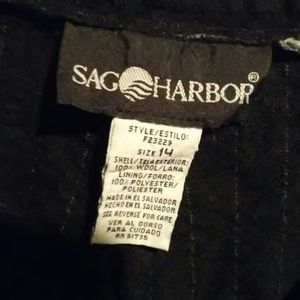 SAG HARBOR®
STYLE/ESTILO:
F23229
SIZE 14
SHELL/TELA EXTERIOR:
100% WOOL/LANA
LINING/FORRO:
100% POLYESTER/
POLIESTER
MADE IN EL SALVADOR
HECHO EN EL SALVADOR
SEE REVERSE FOR CARE
VER AL DORSO
PARA CUIDADO
RN 51735